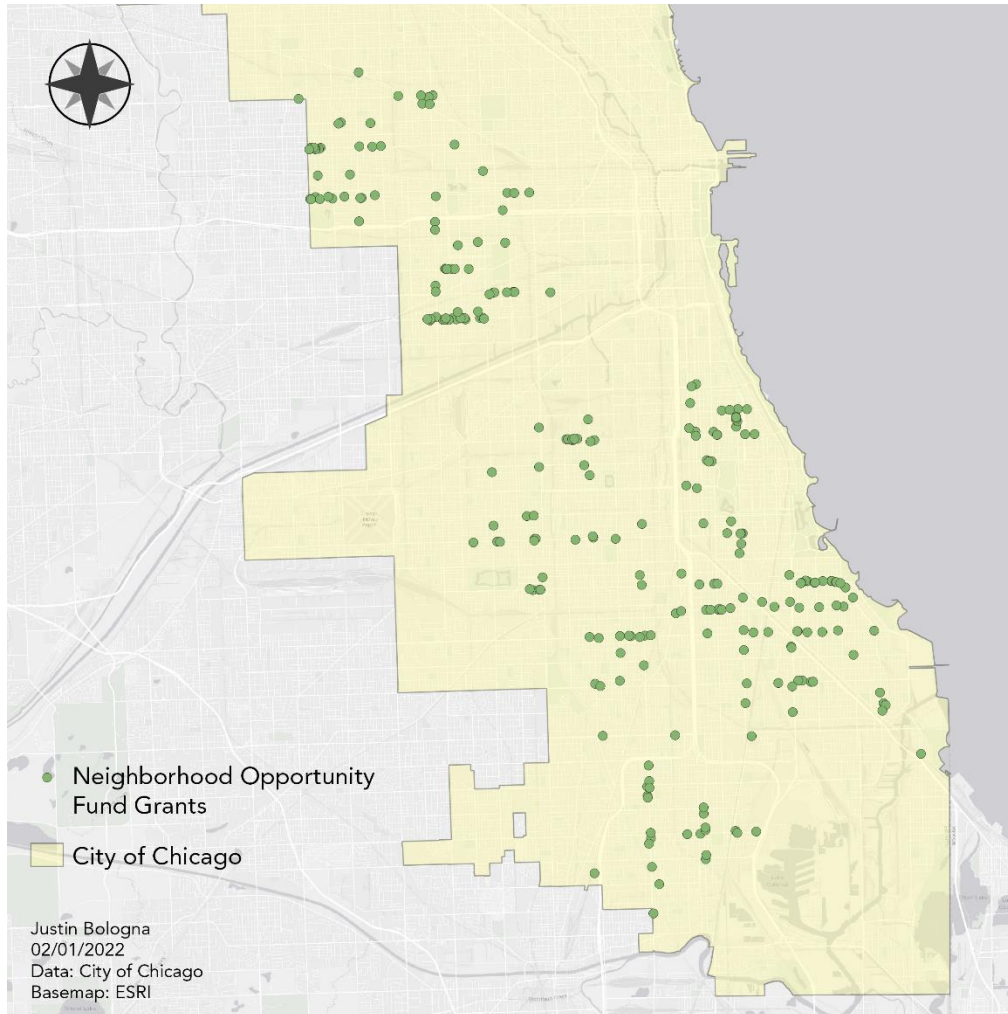 Neighborhood Opportunity
Fund Grants
City of Chicago
Justin Bologna
02/01/2022
Data: City of Chicago
Basemap: ESRI